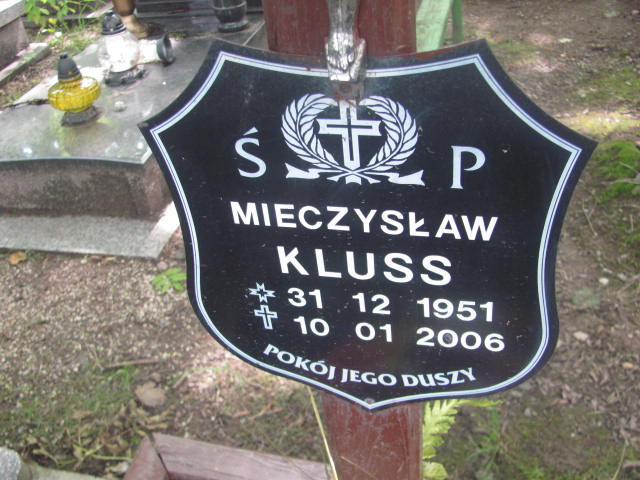 Ś P
MIECZYSŁAW
KLUSS
31 12 1951
10 01 2006
POKÓJ JEGO DUSZY